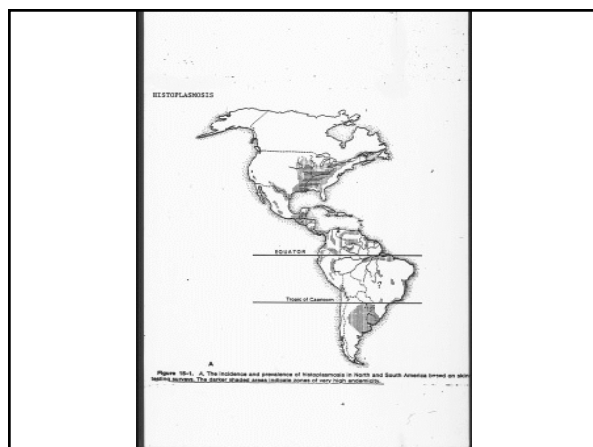 HISTOPLASMOSIS
EQUATOR
Tropic of Capricorn
A
Figure 10-1. A, The incidence and prevalence of histoplasmosis in North and South America based on skin
testing surveys. The darker shaded areas indicate zones of very high endemicity.